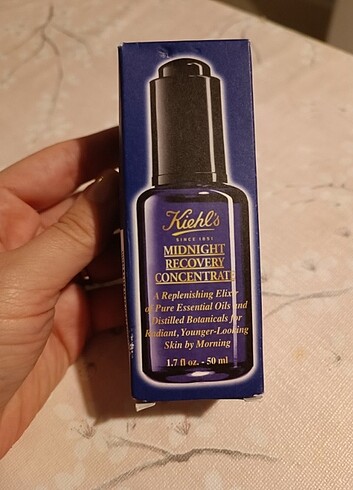 Kiehl's
SINCE 1851
MIDNIGHT
RECOVERY
CONCENTRATE
A Replenishing Elixir
of Pure Essential Oils and
Distilled Botanicals for
Radiant, Younger-Looking
Skin by Morning
1.7 fl oz. - 50 ml